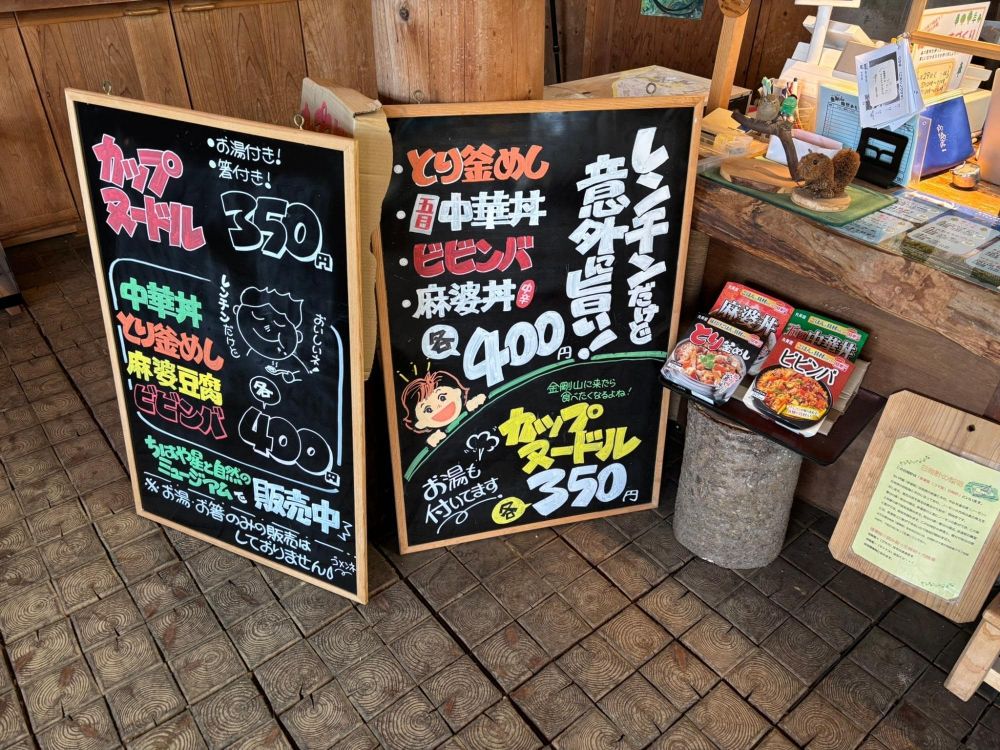 カップ
ヌードル
・お湯付き!
・箸付き!
350円
中華丼
とり釜めし
麻婆豆腐
ビビンバ
レンチンだけで
おいしいネ
各
400円
ちはや星と自然の
ミュージアムで
販売中
※お湯・お箸のみの販売は
しておりません
・とり釜めし
・五目中華丼
・ビビンバ
・麻婆丼 中辛
各400円
レンチンだけど
意外に旨い!
金剛山に来たら
食べたくなるよね!
カップ
ヌードル
お湯も
付いてます
各350円
麻婆丼
とり釜めし
ビビンバ